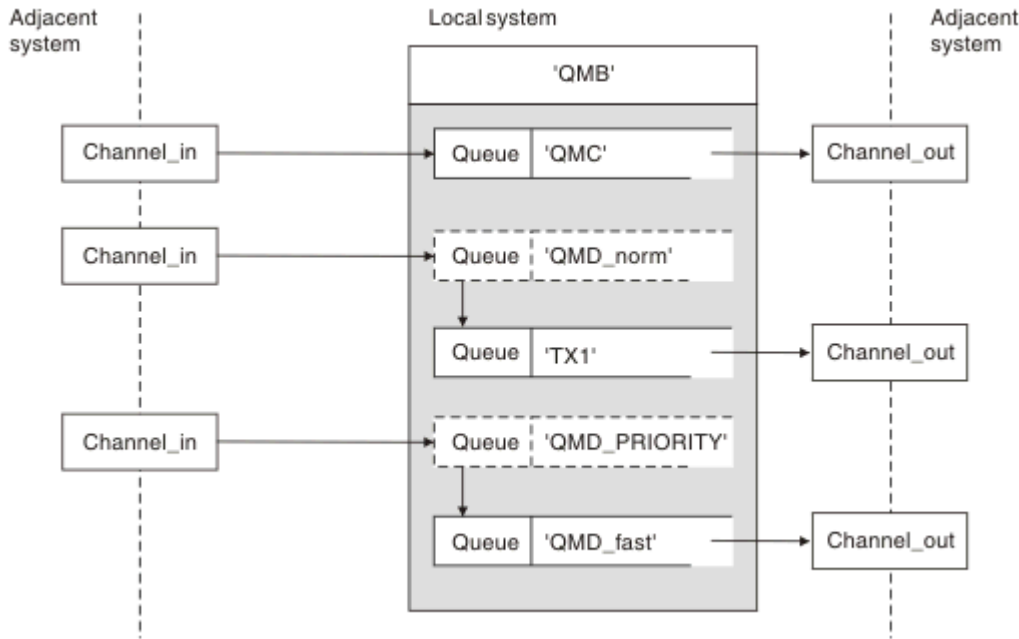 Adjacent
system
Local system
Adjacent
system
'QMB'
Channel_in
Queue
'QMC'
Channel_out
Channel_in
Queue
'QMD_norm'
Queue
'TX1'
Channel_out
Channel_in
Queue
'QMD_PRIORITY'
Queue
'QMD_fast'
Channel_out